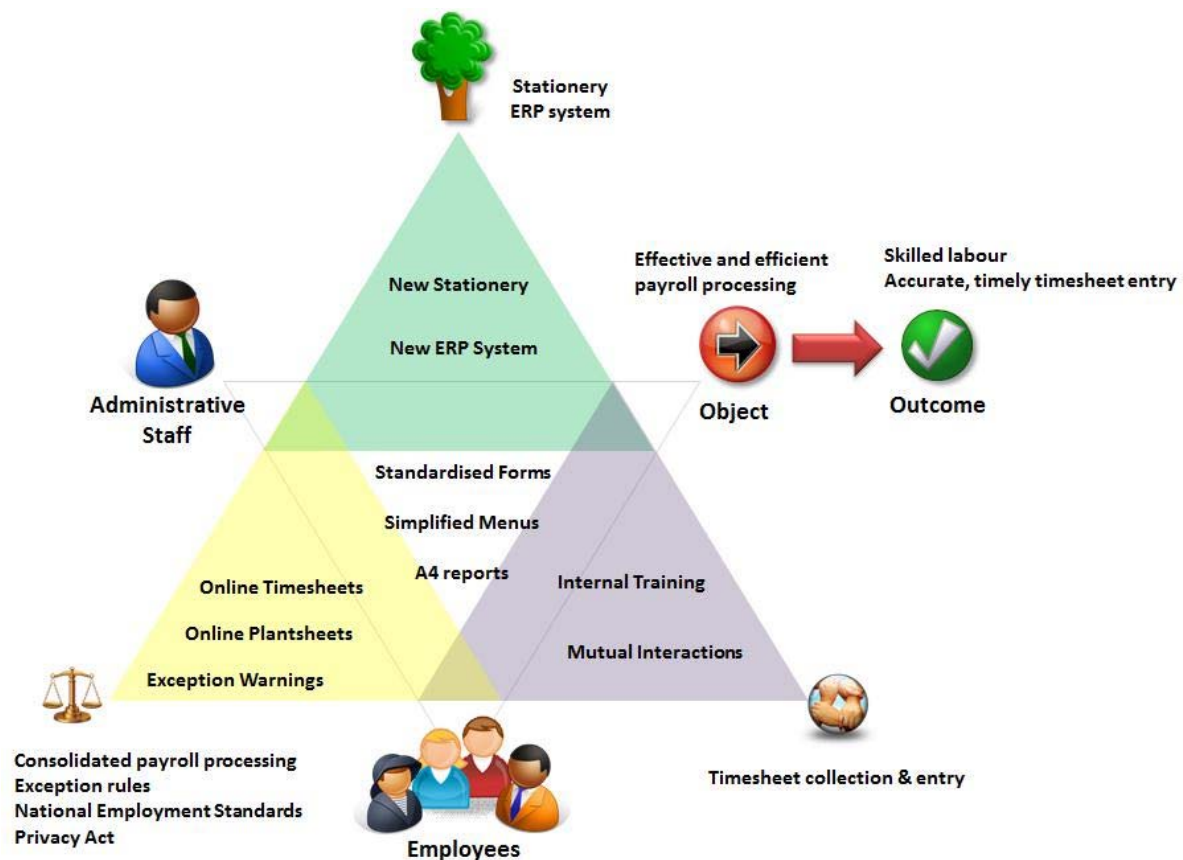 Stationery
ERP system
Effective and efficient
payroll processing
Skilled labour
Accurate, timely timesheet entry
New Stationery
New ERP System
Administrative
Staff
Object
Outcome
Standardised Forms
Simplified Menus
A4 reports
Online Timesheets
Internal Training
Online Plantsheets
Mutual Interactions
Exception Warnings
Consolidated payroll processing
Exception rules
National Employment Standards
Privacy Act
Timesheet collection & entry
Employees